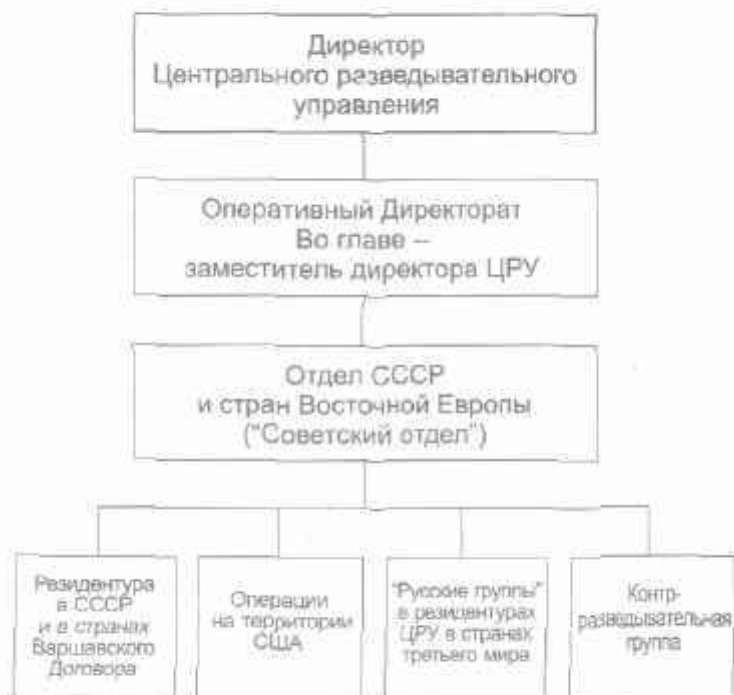 Директор
Центрального разведывательного
управления
Оперативный Директорат
Во главе –
заместитель директора ЦРУ
Отдел СССР
и стран Восточной Европы
("Советский отдел")
Резидентура
в СССР
и в странах
Варшавского
Договора
Операции
на территории
США
"Русские группы"
в резидентурах
ЦРУ в странах
третьего мира
Контр-
разведывательная
группа